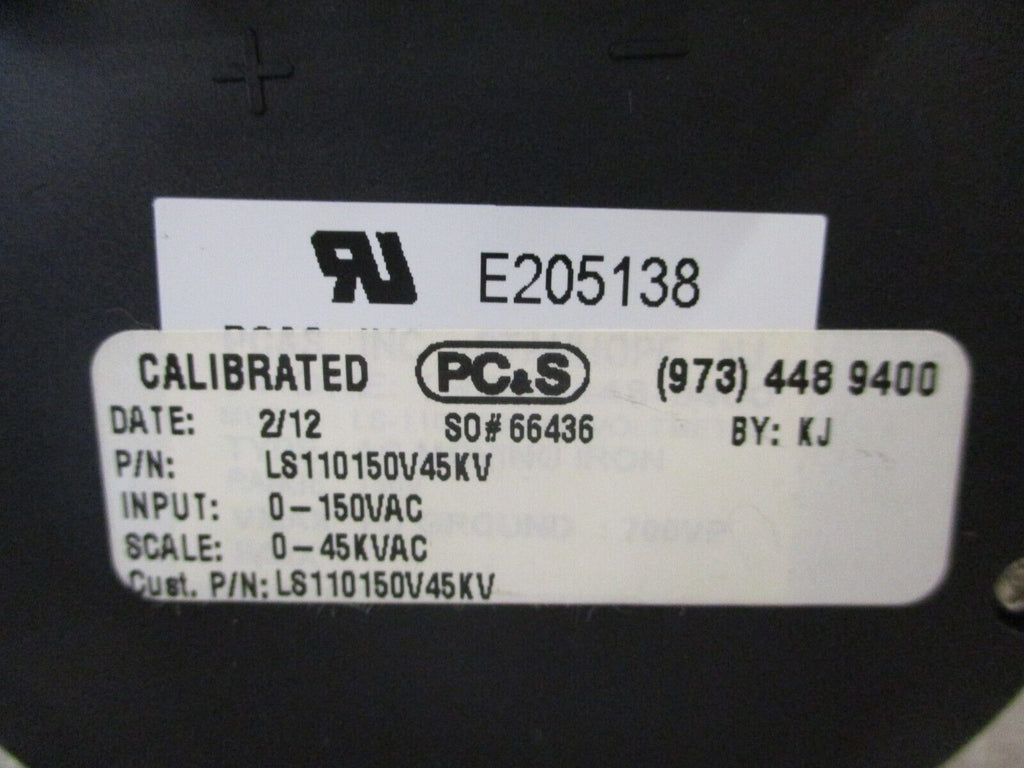 + −
E205138
CALIBRATED PC&S (973) 448 9400
DATE: 2/12 SO# 66436 BY: KJ
P/N: LS110150V45KV
INPUT: 0-150VAC
SCALE: 0-45KVAC
Cust. P/N: LS110150V45KV